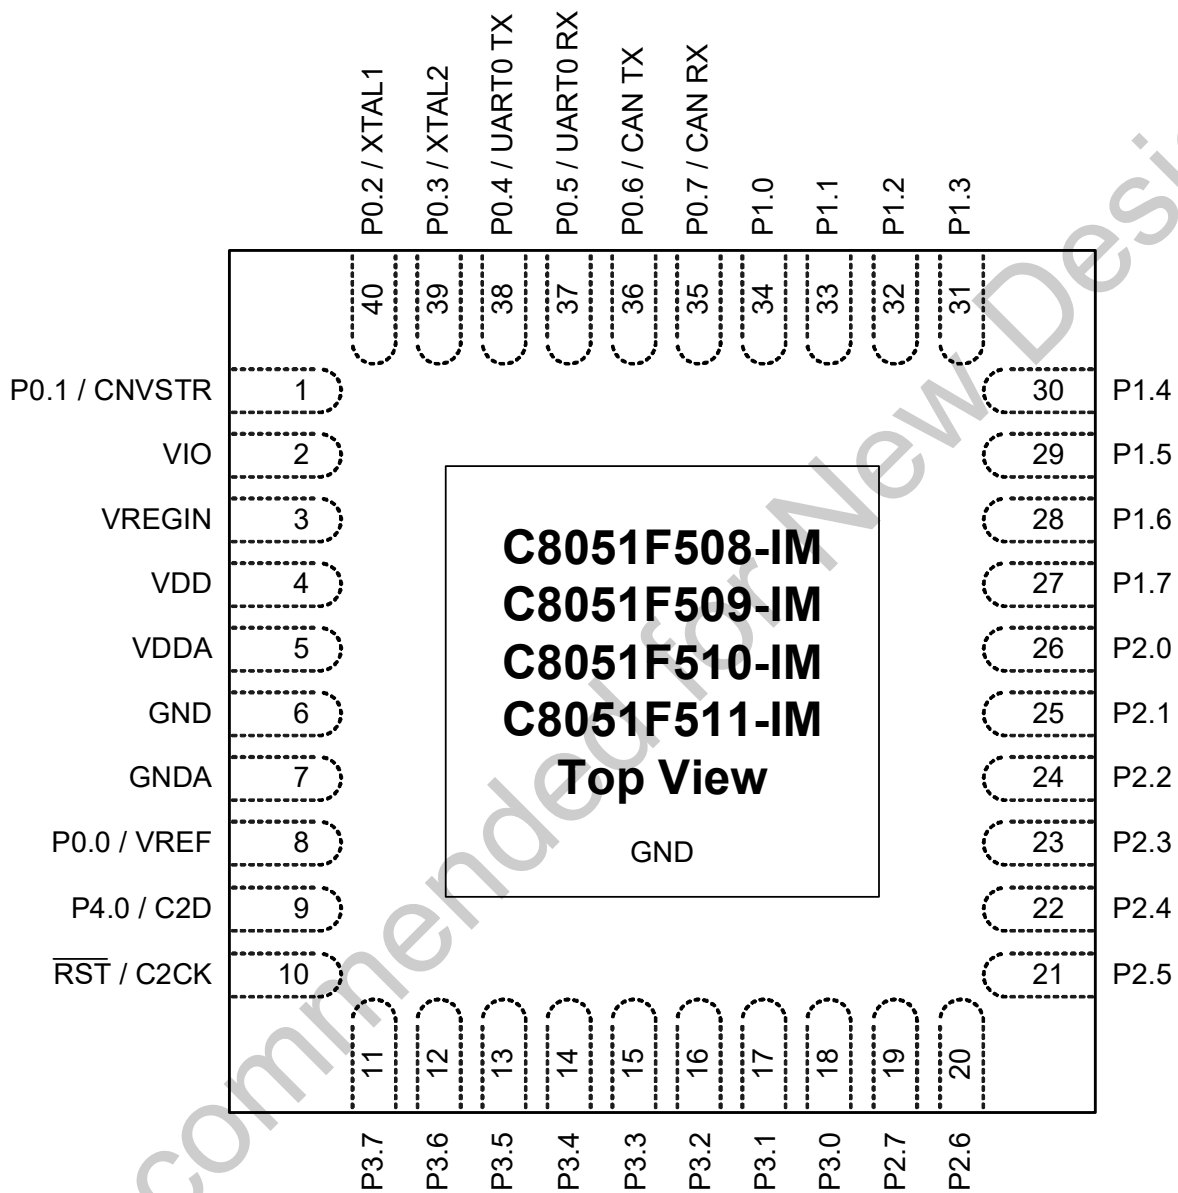 P0.2 / XTAL1
P0.3 / XTAL2
P0.4 / UART0 TX
P0.5 / UART0 RX
P0.6 / CAN TX
P0.7 / CAN RX
P1.0
P1.1
P1.2
P1.3
40
39
38
37
36
35
34
33
32
31
P0.1 / CNVSTR 1
VIO 2
VREGIN 3
VDD 4
VDDA 5
GND 6
GNDA 7
P0.0 / VREF 8
P4.0 / C2D 9
RST / C2CK 10
C8051F508-IM
C8051F509-IM
C8051F510-IM
C8051F511-IM
Top View
GND
30 P1.4
29 P1.5
28 P1.6
27 P1.7
26 P2.0
25 P2.1
24 P2.2
23 P2.3
22 P2.4
21 P2.5
11
12
13
14
15
16
17
18
19
20
P3.7
P3.6
P3.5
P3.4
P3.3
P3.2
P3.1
P3.0
P2.7
P2.6
commended for New Desi